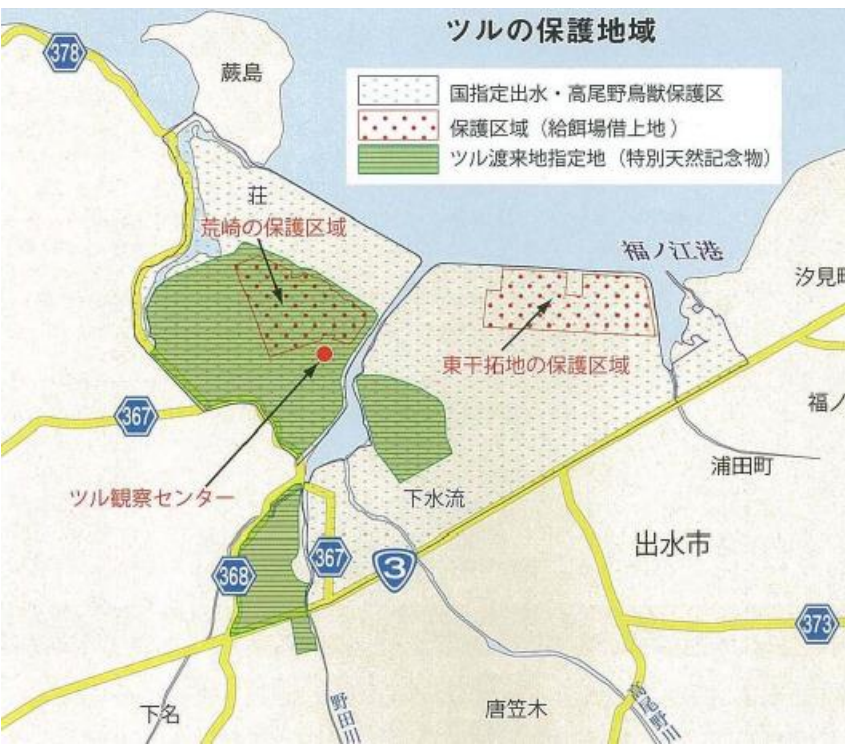 ツルの保護地域
378
蕨島
国指定出水・高尾野鳥獣保護区
保護区域（給餌場借上地）
ツル渡来地指定地（特別天然記念物）
荘
荒崎の保護区域
福ノ江港
汐見町
東干拓地の保護区域
367
福ノ
浦田町
ツル観察センター
下水流
出水市
367
3
368
373
下名
野田川
唐笠木
高尾野川